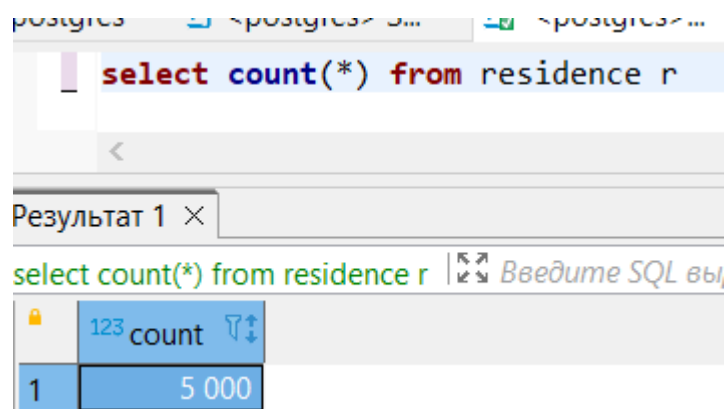 postgres <postgres> S... <postgres>...
select count(*) from residence r
<
Результат 1 ×
select count(*) from residence r Введите SQL выр
123 count
1 5 000